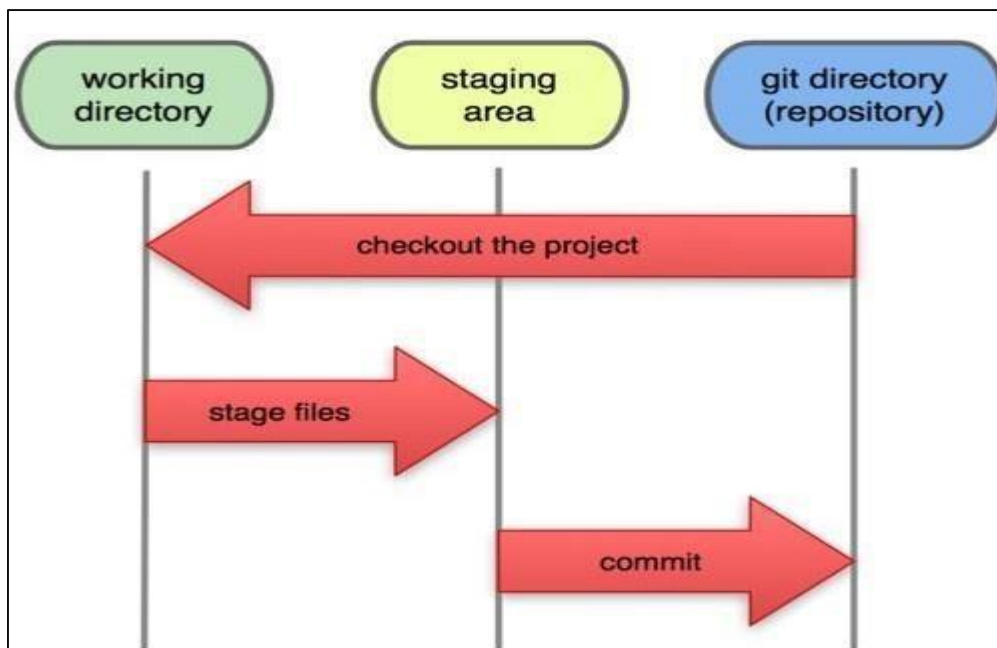 working
directory
staging
area
git directory
(repository)
checkout the project
stage files
commit